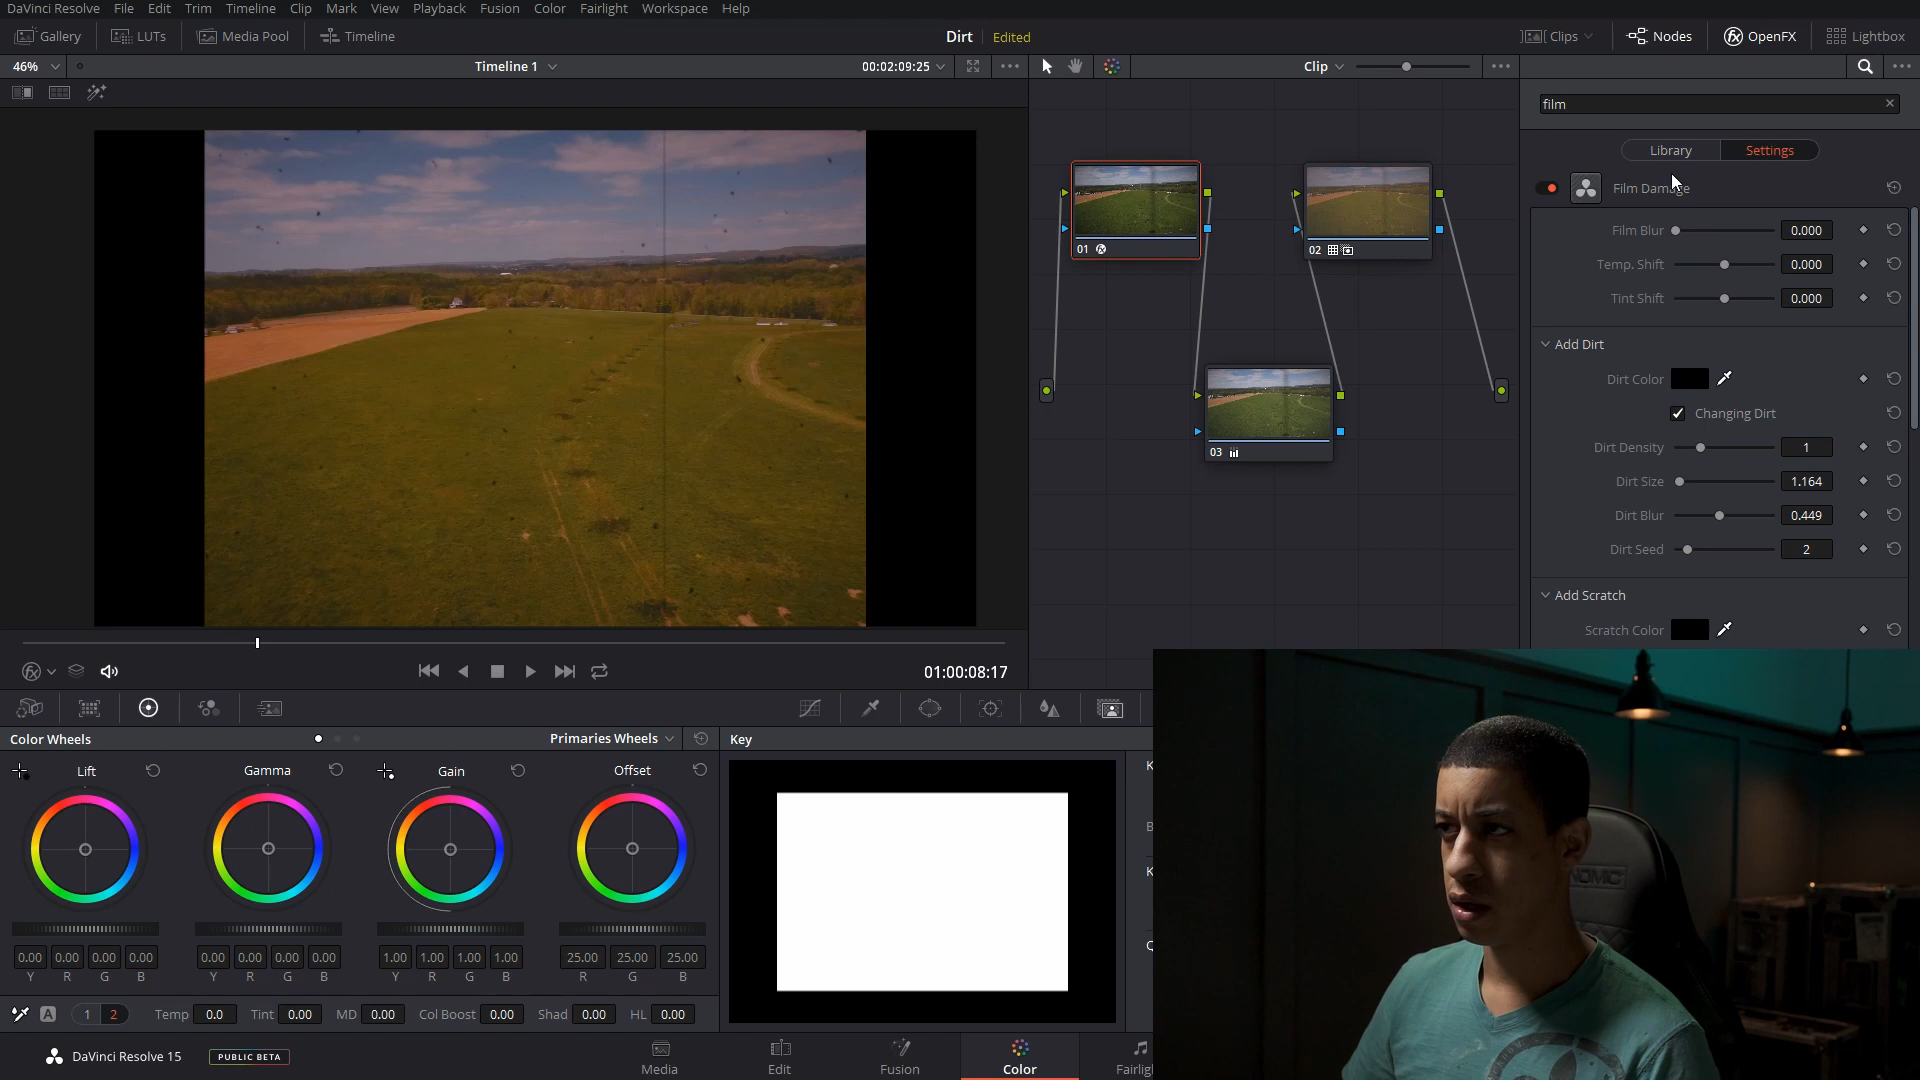 DaVinci Resolve File Edit Trim Timeline Clip Mark View Playback Fusion Color Fairlight Workspace Help
Gallery LUTs Media Pool Timeline Dirt Edited Clips Nodes OpenFX Lightbox
46% Timeline 1 00:02:09:25 Clip
film
Library Settings
Film Damage
Film Blur 0.000
Temp. Shift 0.000
Tint Shift 0.000
01
02
03
Add Dirt
Dirt Color
Changing Dirt
Dirt Density 1
Dirt Size 1.164
Dirt Blur 0.449
Dirt Seed 2
Add Scratch
Scratch Color
01:00:08:17
Color Wheels Primaries Wheels Key
Lift Gamma Gain Offset
0.00 0.00 0.00 0.00 0.00 0.00 0.00 0.00 1.00 1.00 1.00 1.00 25.00 25.00 25.00
Y R G B Y R G B Y R G B R G B
A 1 2 Temp 0.0 Tint 0.00 MD 0.00 Col Boost 0.00 Shad 0.00 HL 0.00
DaVinci Resolve 15 PUBLIC BETA
Media Edit Fusion Color